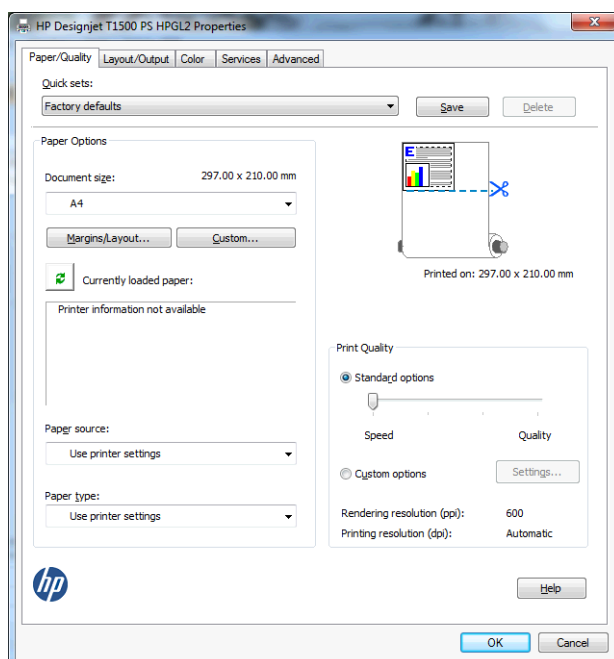 HP Designjet T1500 PS HPGL2 Properties
Paper/Quality Layout/Output Color Services Advanced
Quick sets:
Factory defaults Save Delete
Paper Options
Document size: 297.00 x 210.00 mm
A4
Margins/Layout... Custom...
Currently loaded paper:
Printer information not available
Paper source:
Use printer settings
Paper type:
Use printer settings
E
Printed on: 297.00 x 210.00 mm
Print Quality
Standard options
Speed Quality
Custom options Settings...
Rendering resolution (ppi): 600
Printing resolution (dpi): Automatic
hp
Help
OK Cancel